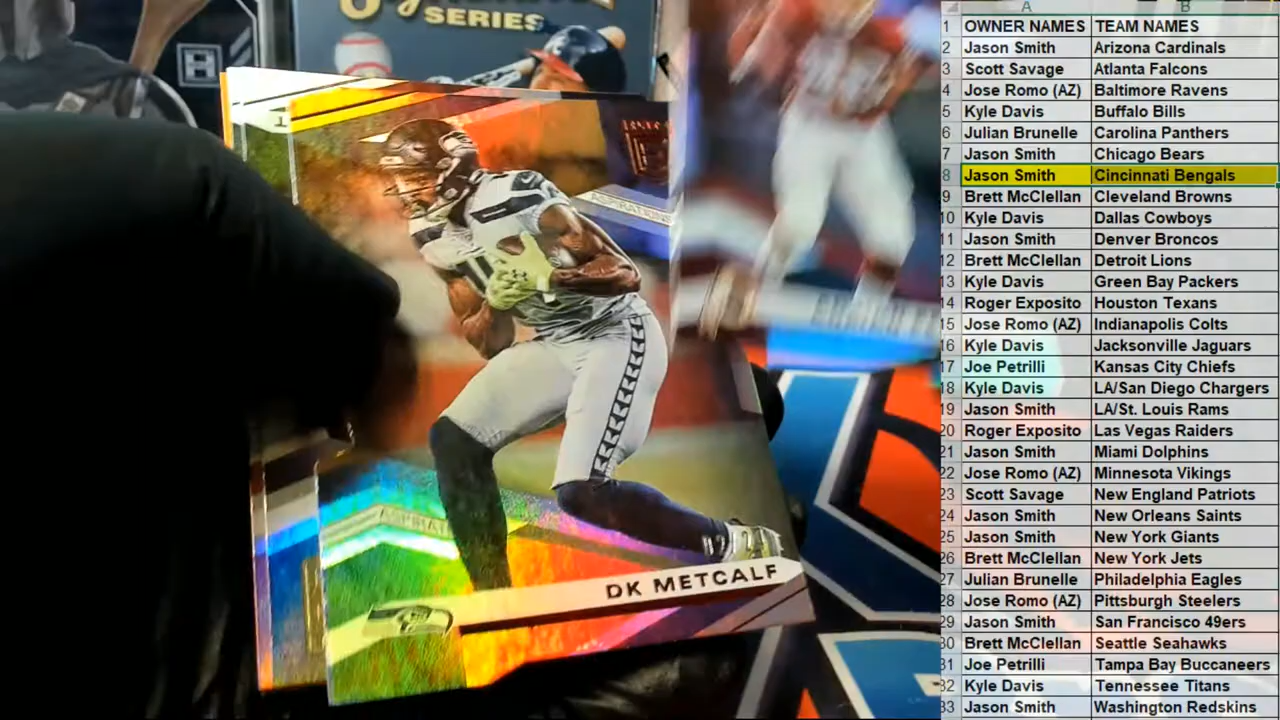 SERIES
1
ASPIRATIONS
ASPIRATI
DK METCALF
H
A B
1 OWNER NAMES TEAM NAMES
2 Jason Smith Arizona Cardinals
3 Scott Savage Atlanta Falcons
4 Jose Romo (AZ) Baltimore Ravens
5 Kyle Davis Buffalo Bills
6 Julian Brunelle Carolina Panthers
7 Jason Smith Chicago Bears
8 Jason Smith Cincinnati Bengals
9 Brett McClellan Cleveland Browns
10 Kyle Davis Dallas Cowboys
11 Jason Smith Denver Broncos
12 Brett McClellan Detroit Lions
13 Kyle Davis Green Bay Packers
14 Roger Exposito Houston Texans
15 Jose Romo (AZ) Indianapolis Colts
16 Kyle Davis Jacksonville Jaguars
17 Joe Petrilli Kansas City Chiefs
18 Kyle Davis LA/San Diego Chargers
19 Jason Smith LA/St. Louis Rams
20 Roger Exposito Las Vegas Raiders
21 Jason Smith Miami Dolphins
22 Jose Romo (AZ) Minnesota Vikings
23 Scott Savage New England Patriots
24 Jason Smith New Orleans Saints
25 Jason Smith New York Giants
26 Brett McClellan New York Jets
27 Julian Brunelle Philadelphia Eagles
28 Jose Romo (AZ) Pittsburgh Steelers
29 Jason Smith San Francisco 49ers
30 Brett McClellan Seattle Seahawks
31 Joe Petrilli Tampa Bay Buccaneers
32 Kyle Davis Tennessee Titans
33 Jason Smith Washington Redskins